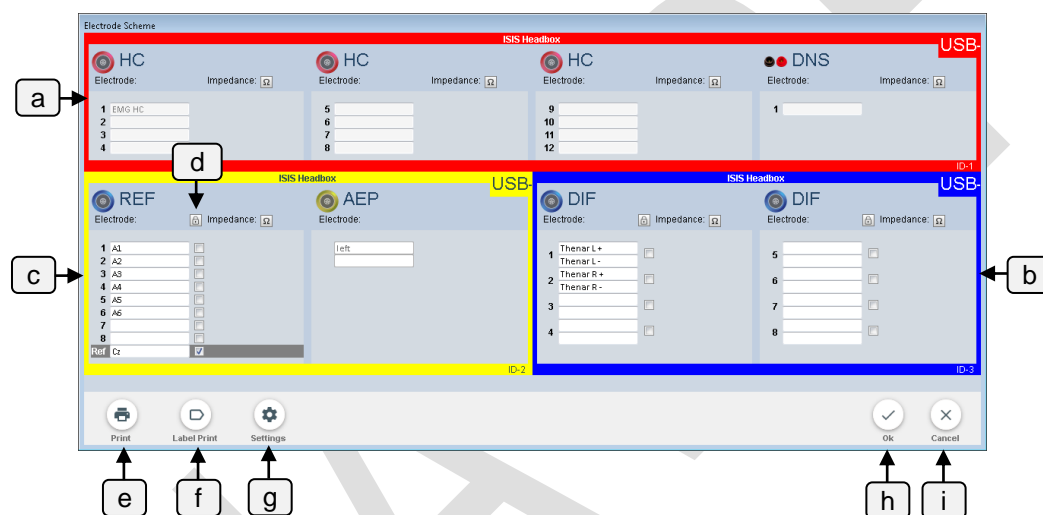 Electrode Scheme
ISIS Headbox
USB-
HC
Electrode: Impedance: Ω
1 EMG HC
2
3
4
HC
Electrode: Impedance: Ω
5
6
7
8
HC
Electrode: Impedance: Ω
9
10
11
12
DNS
Electrode: Impedance: Ω
1
ID-1
a
d
ISIS Headbox
USB-
REF
Electrode: Impedance: Ω
1 A1
2 A2
3 A3
4 A4
5 A5
6 A6
7
8
Ref Cz
AEP
Electrode:
left
ID-2
c
ISIS Headbox
USB-
DIF
Electrode: Impedance: Ω
1 Thenar L+
Thenar L-
2 Thenar R+
Thenar R-
3
4
DIF
Electrode: Impedance: Ω
5
6
7
8
ID-3
b
Print
Label Print
Settings
Ok
Cancel
e
f
g
h
i